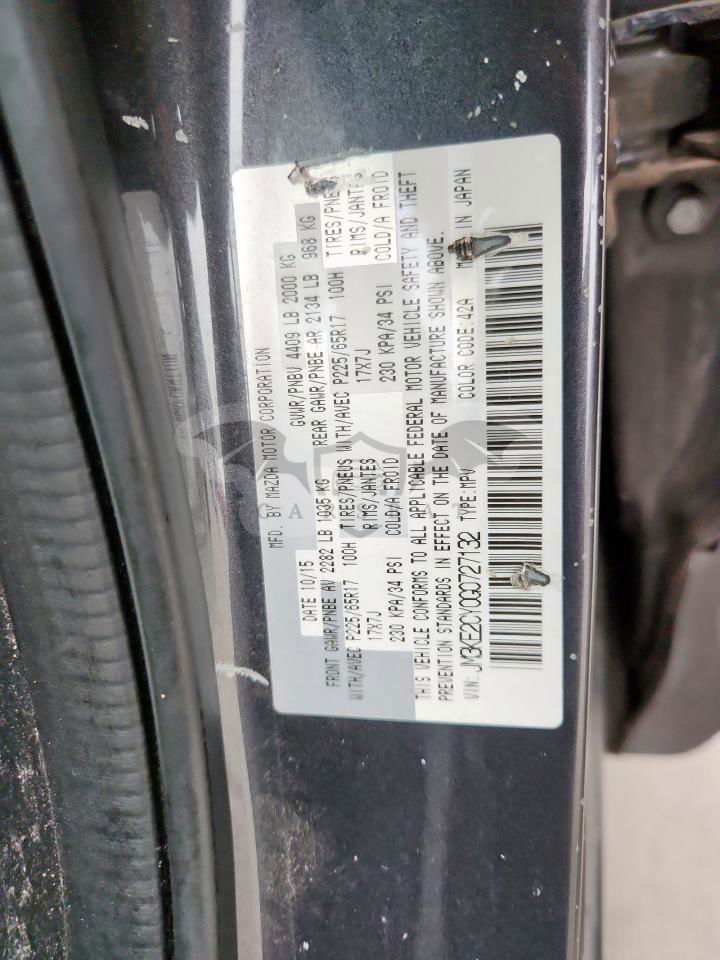 MFD. BY MAZDA MOTOR CORPORATION
DATE 10/15 GVWR/PNBV 4409 LB 2000 KG
FRONT GAWR/PNBE AV 2282 LB 1035 KG REAR GAWR/PNBE AR 2134 LB 968 KG
WITH/AVEC P225/65R17 100H TIRES/PNEUS WITH/AVEC P225/65R17 100H TIRES/PNE
17X7J RIMS/JANTES 17X7J RIMS/JANTES
230 KPA/34 PSI COLD/A FROID 230 KPA/34 PSI COLD/A FROID
THIS VEHICLE CONFORMS TO ALL APPLICABLE FEDERAL MOTOR VEHICLE SAFETY AND THEFT
PREVENTION STANDARDS IN EFFECT ON THE DATE OF MANUFACTURE SHOWN ABOVE.
VIN: JM3KE2CY0G0727132 TYPE:MPV COLOR CODE:42A IN JAPAN